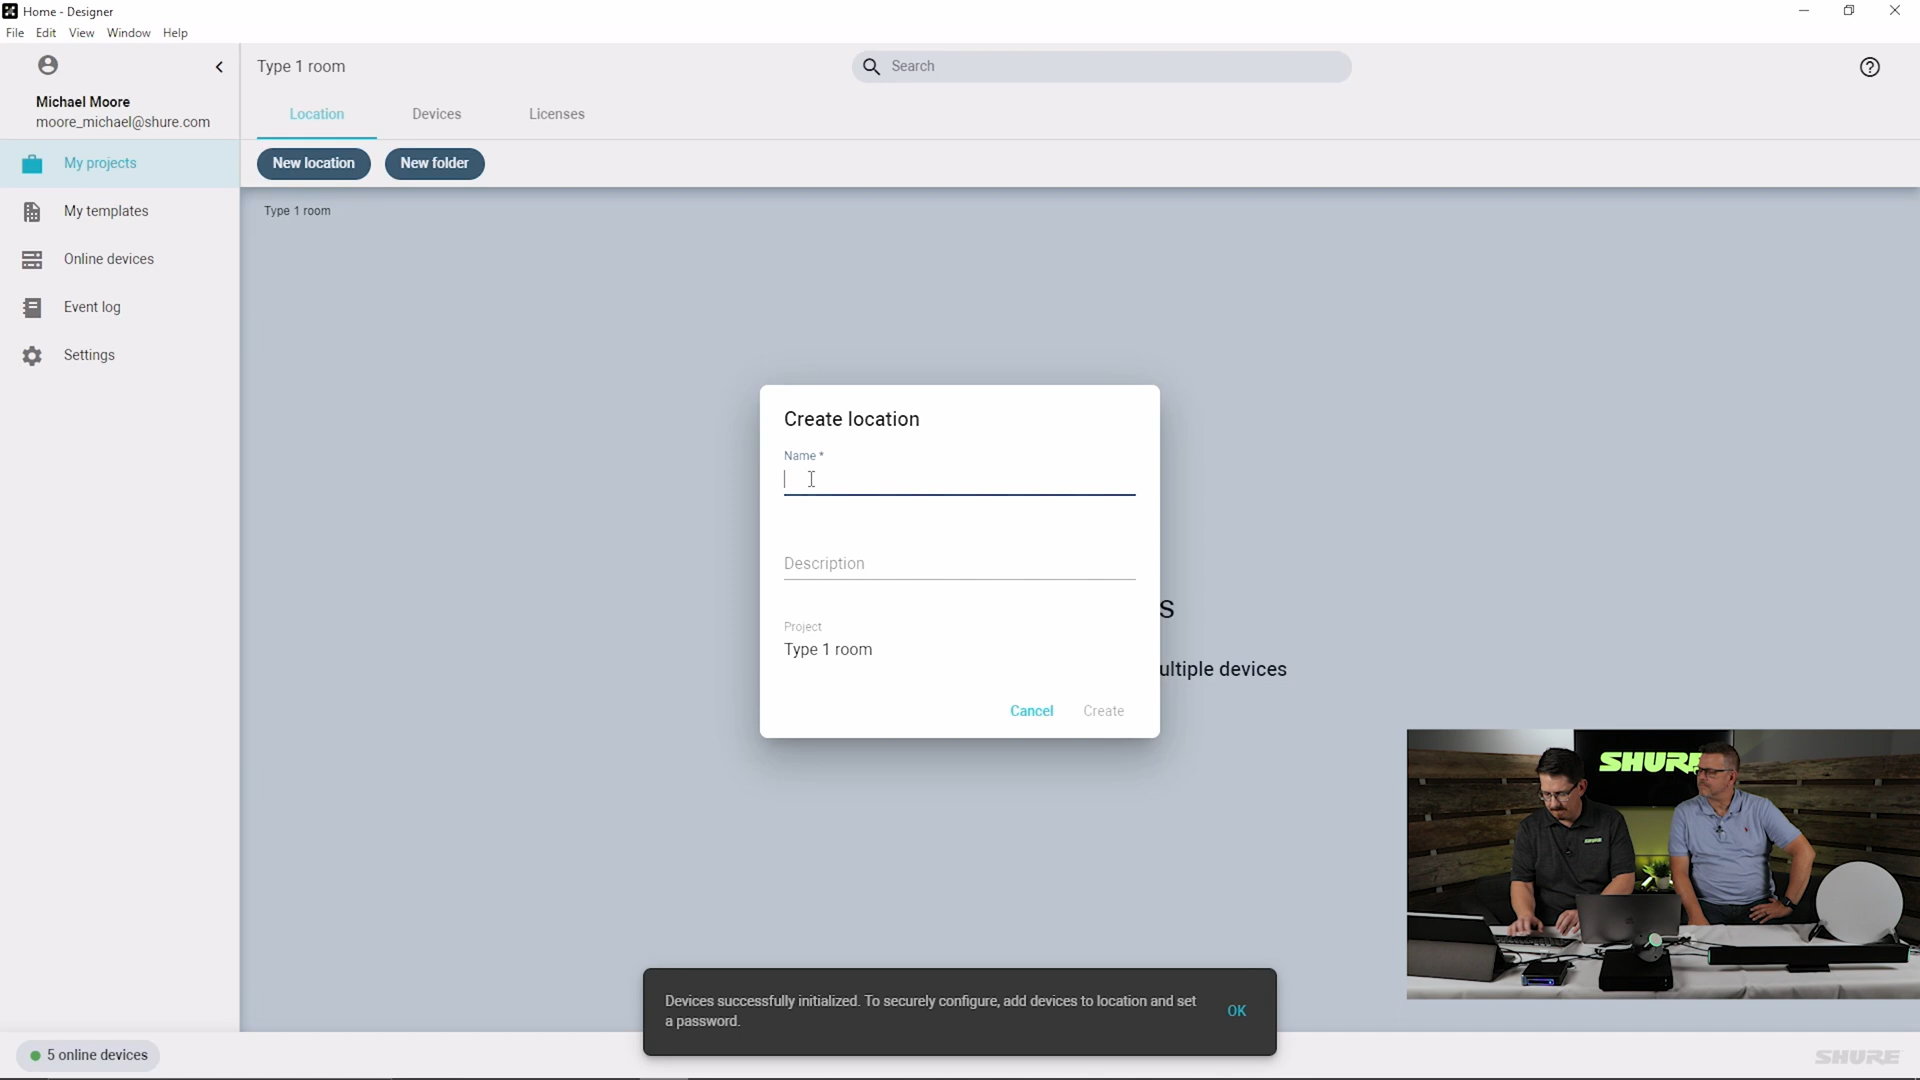 Home - Designer
File Edit View Window Help
Michael Moore
moore_michael@shure.com
My projects
My templates
Online devices
Event log
Settings
5 online devices
Type 1 room
Search
Location Devices Licenses
New location New folder
Type 1 room
Create location
Name *
Description
Project
Type 1 room
Cancel Create
s
ultiple devices
SHURE
Devices successfully initialized. To securely configure, add devices to location and set
a password.
OK
SHURE